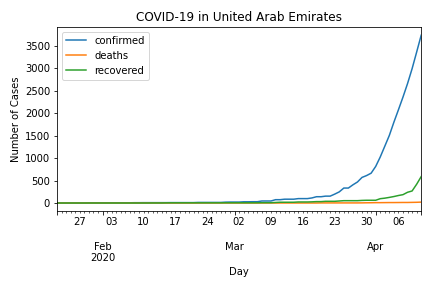 COVID-19 in United Arab Emirates
confirmed
deaths
recovered
Number of Cases
3500
3000
2500
2000
1500
1000
500
0
27 03 10 17 24 02 09 16 23 30 06
Feb Mar Apr
2020
Day